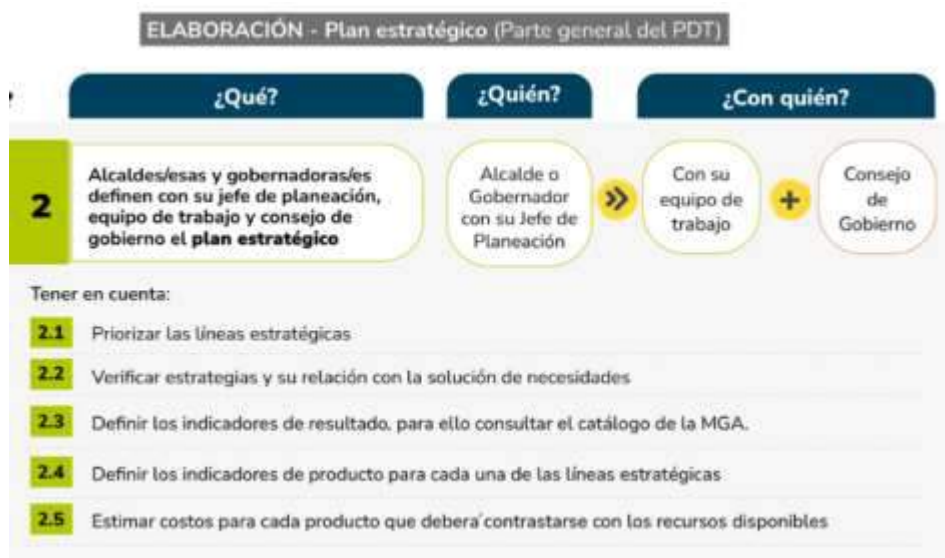 ELABORACIÓN - Plan estratégico (Parte general del PDT)
¿Qué?
¿Quién?
¿Con quién?
2
Alcaldes/esas y gobernadoras/es
definen con su jefe de planeación,
equipo de trabajo y consejo de
gobierno el plan estratégico
Alcalde o
Gobernador
con su Jefe de
Planeación
»
Con su
equipo de
trabajo
+
Consejo
de
Gobierno
Tener en cuenta:
2.1 Priorizar las líneas estratégicas
2.2 Verificar estrategias y su relación con la solución de necesidades
2.3 Definir los indicadores de resultado, para ello consultar el catálogo de la MGA.
2.4 Definir los indicadores de producto para cada una de las líneas estratégicas
2.5 Estimar costos para cada producto que deberá contrastarse con los recursos disponibles